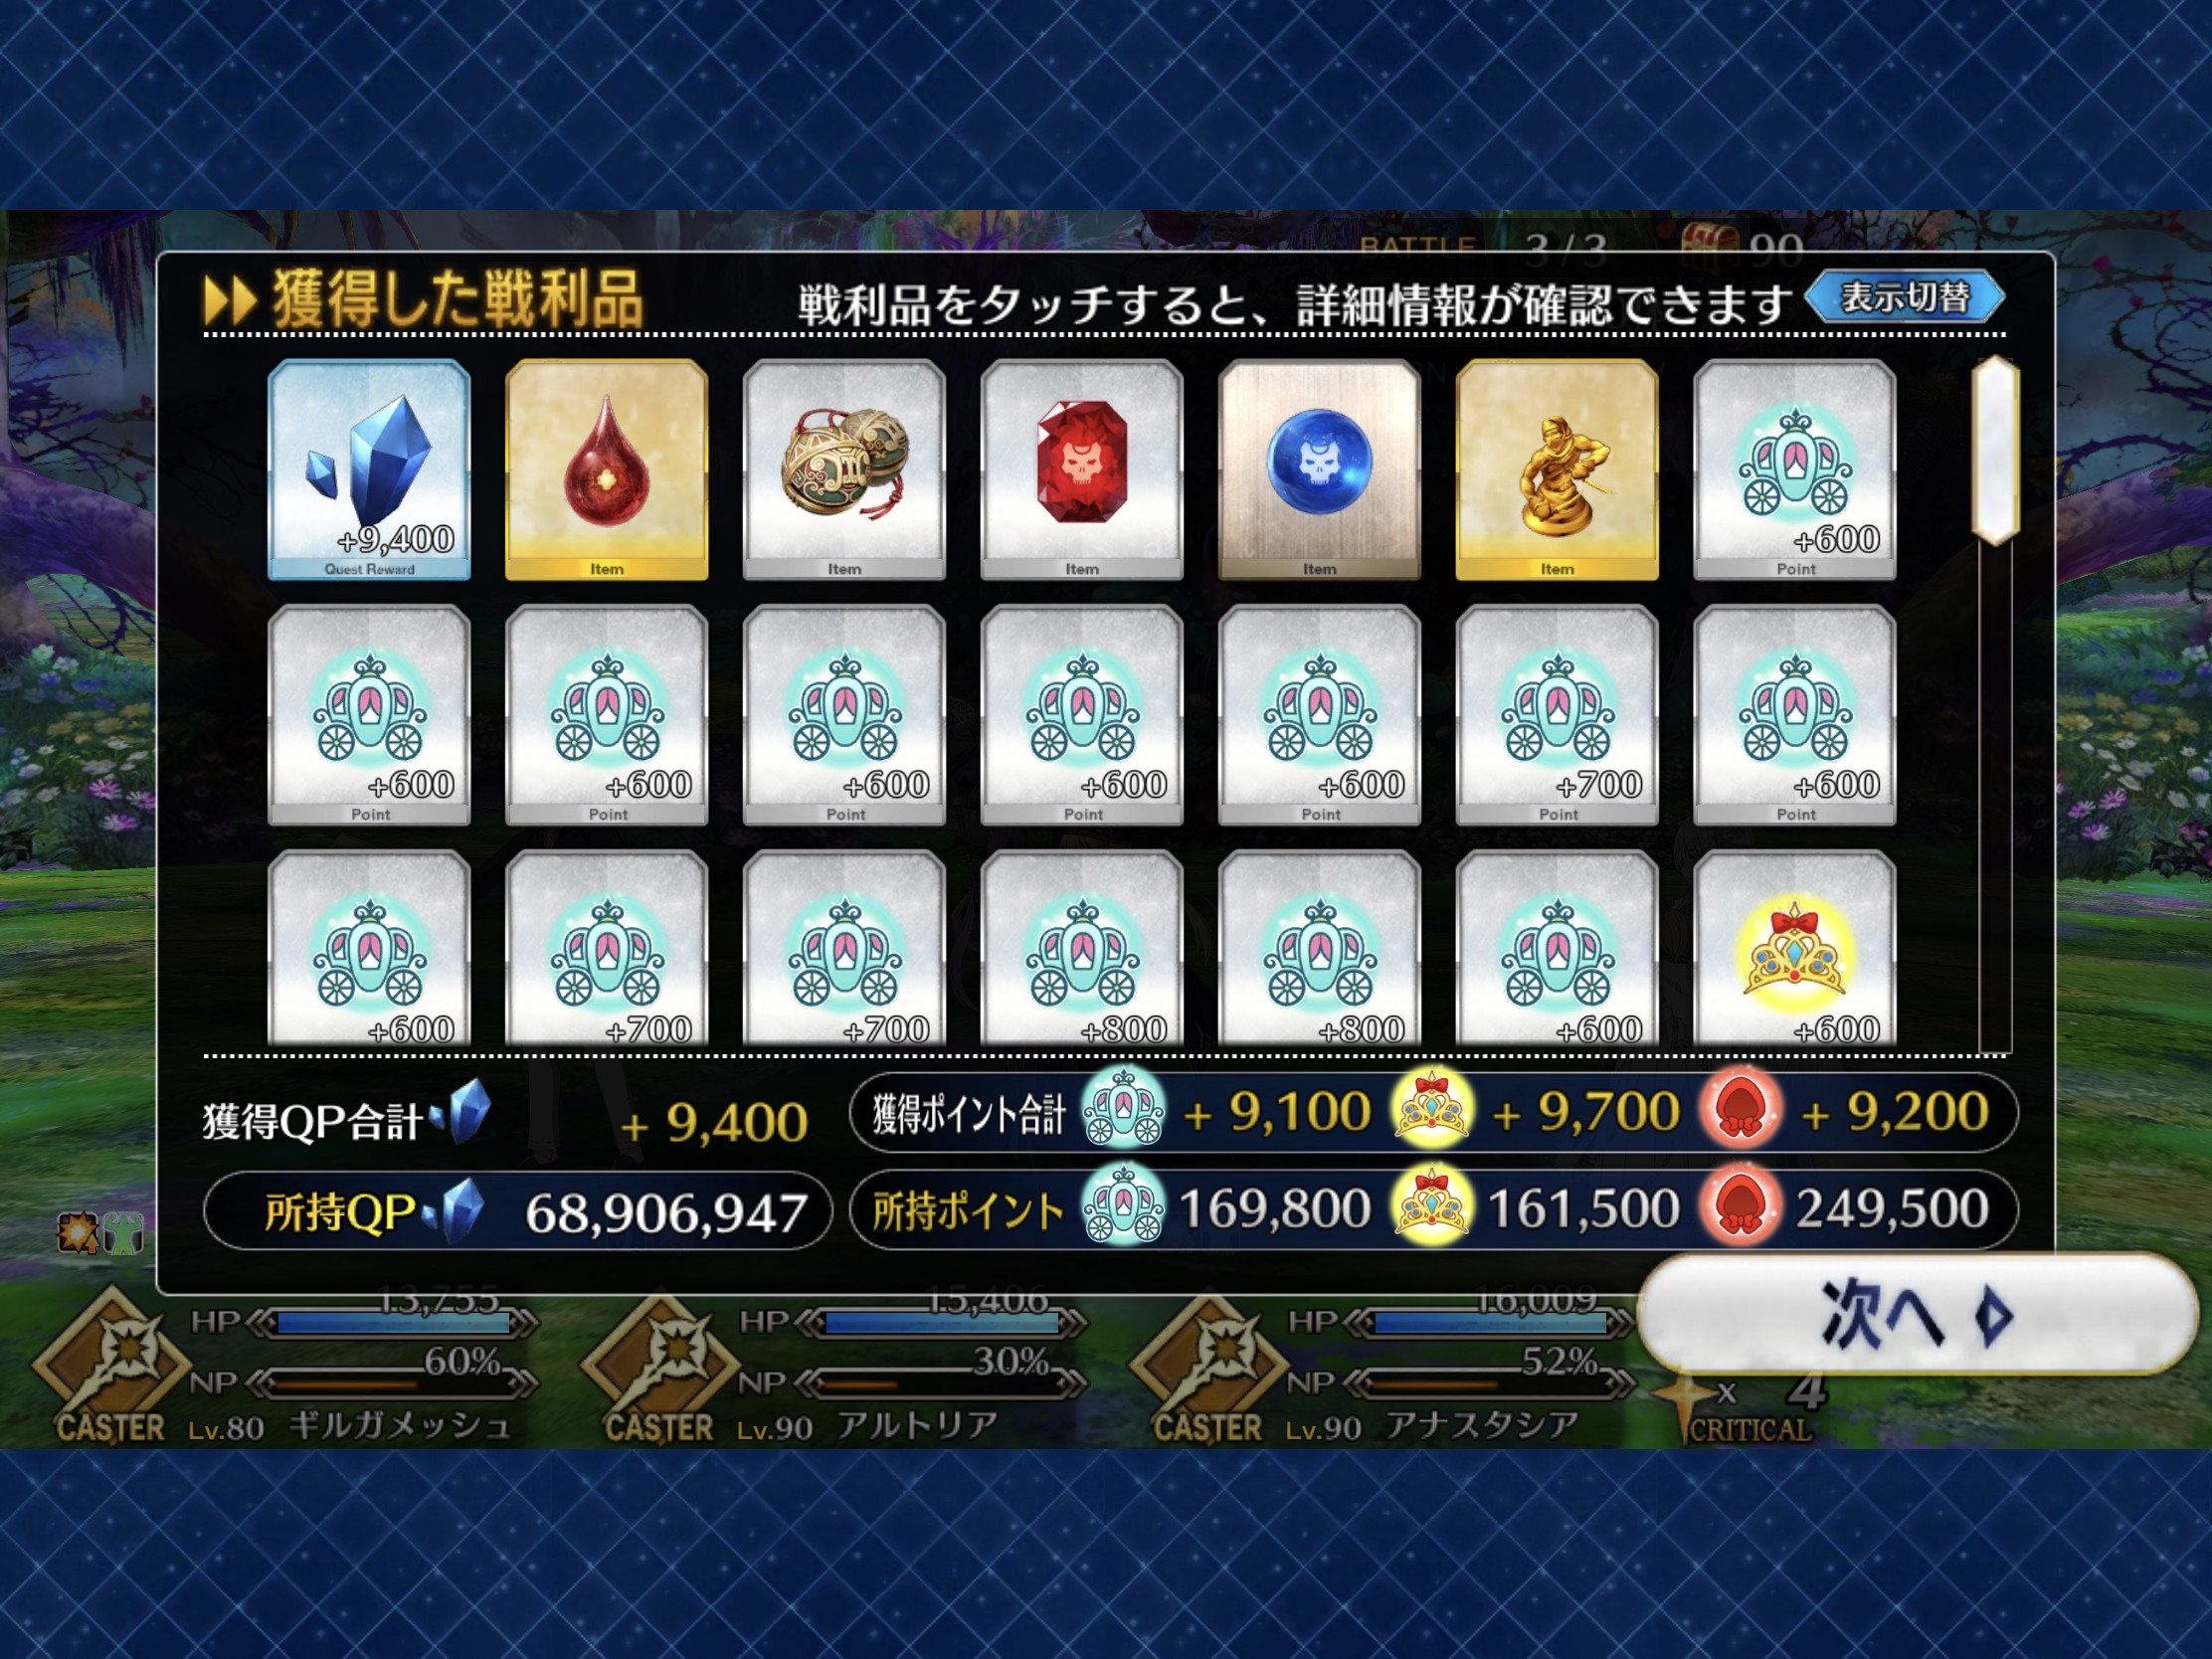 BATTLE 3/3 90
獲得した戦利品 戦利品をタッチすると、詳細情報が確認できます 表示切替
+9,400 +600
Quest Reward Item Item Item Item Item Point
+600 +600 +600 +600 +600 +700 +600
Point Point Point Point Point Point Point
+600 +700 +700 +800 +800 +600 +600
獲得QP合計 + 9,400 獲得ポイント合計 + 9,100 + 9,700 + 9,200
所持QP 68,906,947 所持ポイント 169,800 161,500 249,500
次へ
HP 13,755 HP 15,406 HP 16,009
NP 60% NP 30% NP 52% x 4
CASTER Lv.80 ギルガメッシュ CASTER Lv.90 アルトリア CASTER Lv.90 アナスタシア CRITICAL